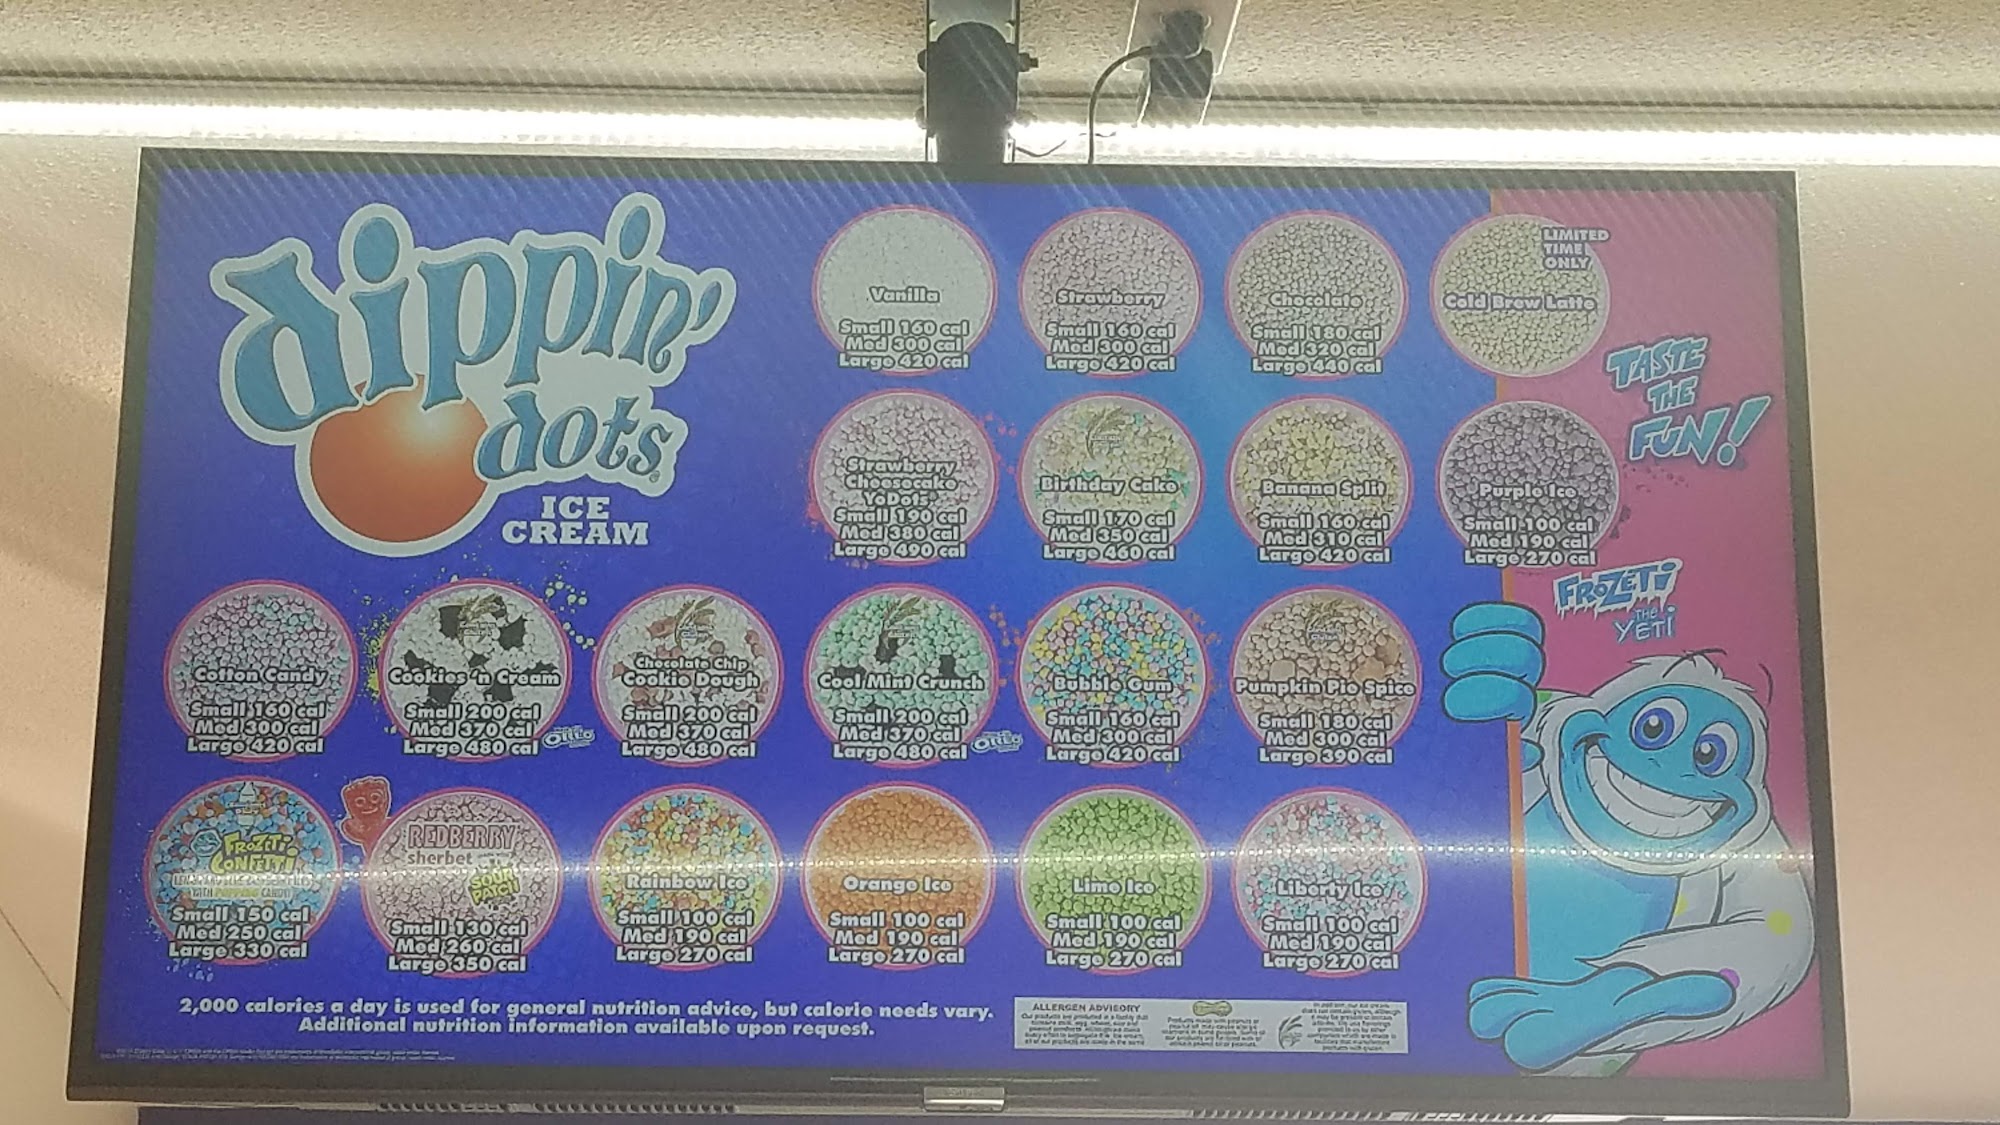 dippin'
dots
ICE
CREAM
Vanilla
Small 160 cal
Med 300 cal
Large 420 cal
Strawberry
Small 160 cal
Med 300 cal
Large 420 cal
Chocolate
Small 180 cal
Med 320 cal
Large 440 cal
LIMITED
TIME
ONLY
Cold Brew Latte
TASTE
THE
FUN!
Strawberry
Cheesecake
YoDots
Small 190 cal
Med 380 cal
Large 490 cal
Birthday Cake
Small 170 cal
Med 350 cal
Large 460 cal
Banana Split
Small 160 cal
Med 310 cal
Large 420 cal
Purple Ice
Small 100 cal
Med 190 cal
Large 270 cal
FROZETI
THE
YETI
Cotton Candy
Small 160 cal
Med 300 cal
Large 420 cal
Cookies 'n Cream
Small 200 cal
Med 370 cal
Large 480 cal
OREO
Chocolate Chip
Cookie Dough
Small 200 cal
Med 370 cal
Large 480 cal
Cool Mint Crunch
Small 200 cal
Med 370 cal
Large 480 cal
OREO
Bubble Gum
Small 160 cal
Med 300 cal
Large 420 cal
Pumpkin Pie Spice
Small 180 cal
Med 300 cal
Large 390 cal
FROZETI
CONFETTI
WITH POPPING CANDY
Small 150 cal
Med 250 cal
Large 330 cal
REDBERRY
sherbet
SOUR
PATCH
Small 130 cal
Med 260 cal
Large 350 cal
Rainbow Ice
Small 100 cal
Med 190 cal
Large 270 cal
Orange Ice
Small 100 cal
Med 190 cal
Large 270 cal
Lime Ice
Small 100 cal
Med 190 cal
Large 270 cal
Liberty Ice
Small 100 cal
Med 190 cal
Large 270 cal
2,000 calories a day is used for general nutrition advice, but calorie needs vary.
Additional nutrition information available upon request.
ALLERGEN ADVISORY